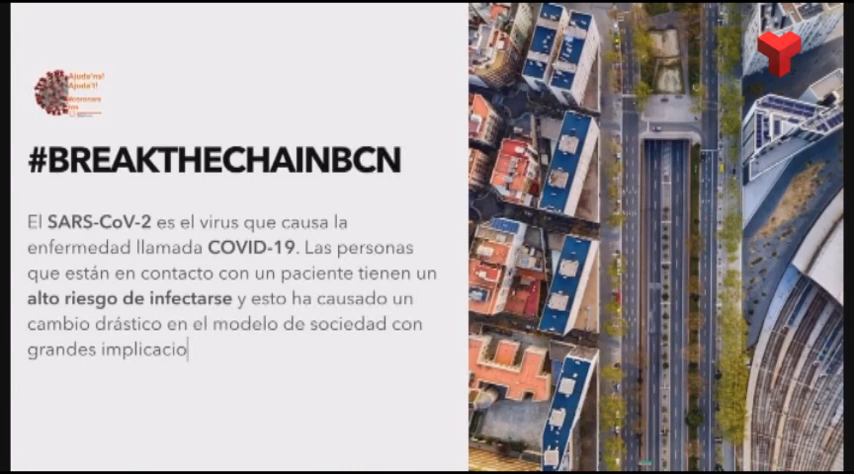 Ajuda'ns!
Ajuda't!
#BREAKTHECHAINBCN
El SARS-CoV-2 es el virus que causa la
enfermedad llamada COVID-19. Las personas
que están en contacto con un paciente tienen un
alto riesgo de infectarse y esto ha causado un
cambio drástico en el modelo de sociedad con
grandes implicacio